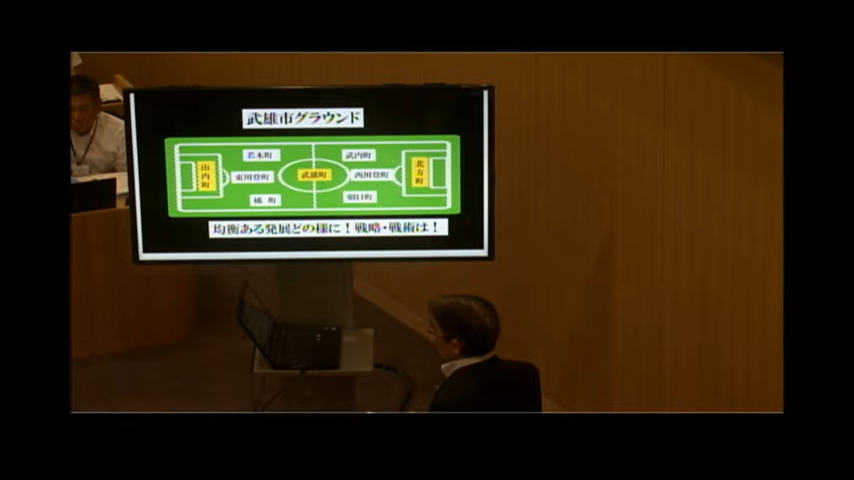 武雄市グラウンド
若木町
武内町
山内町
東川登町
武雄町
西川登町
北方町
橘 町
朝日町
均衡ある発展どの様に!戦略・戦術は!